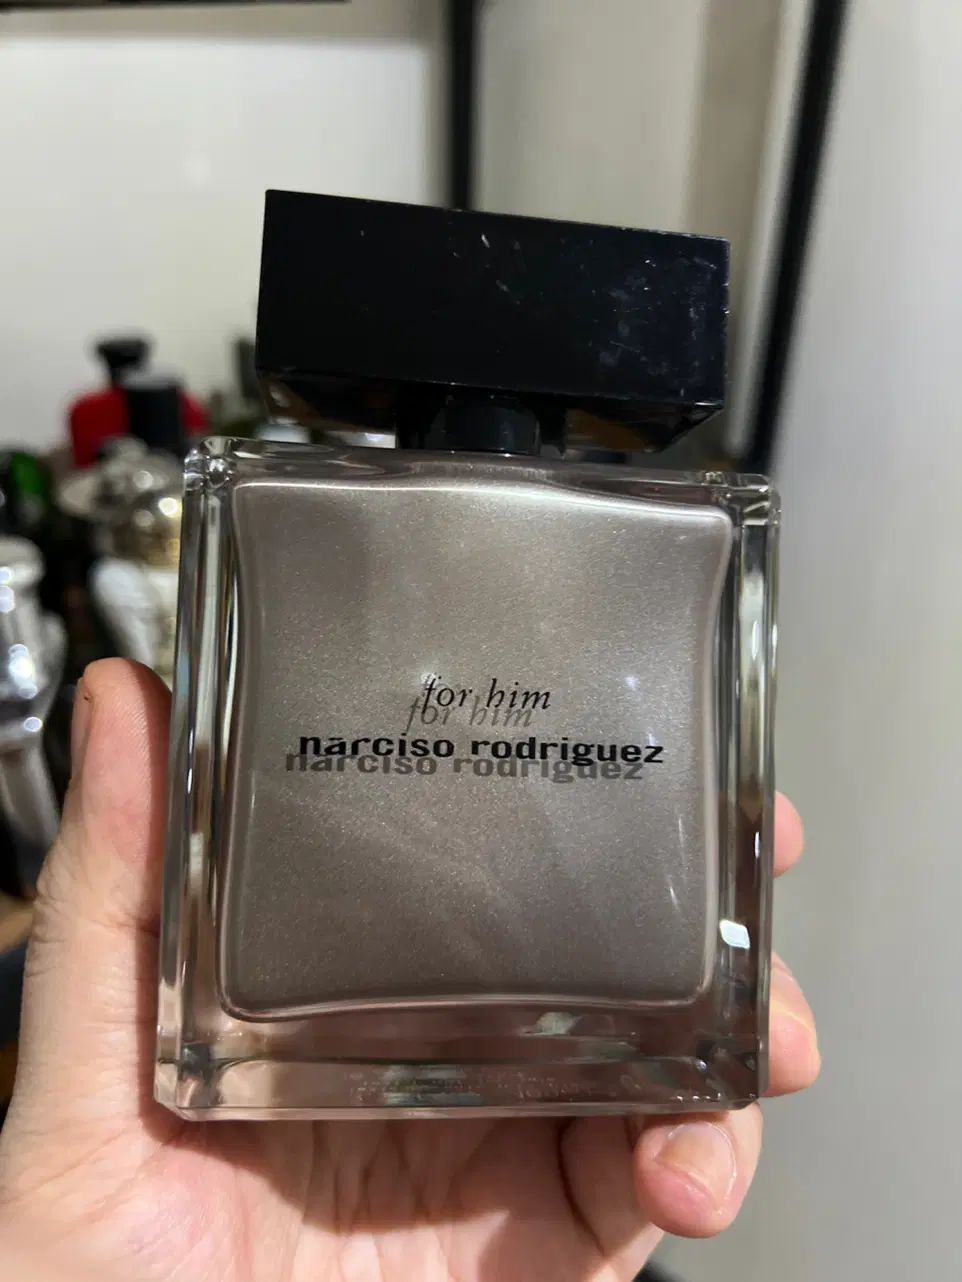 for him
narciso rodriguez